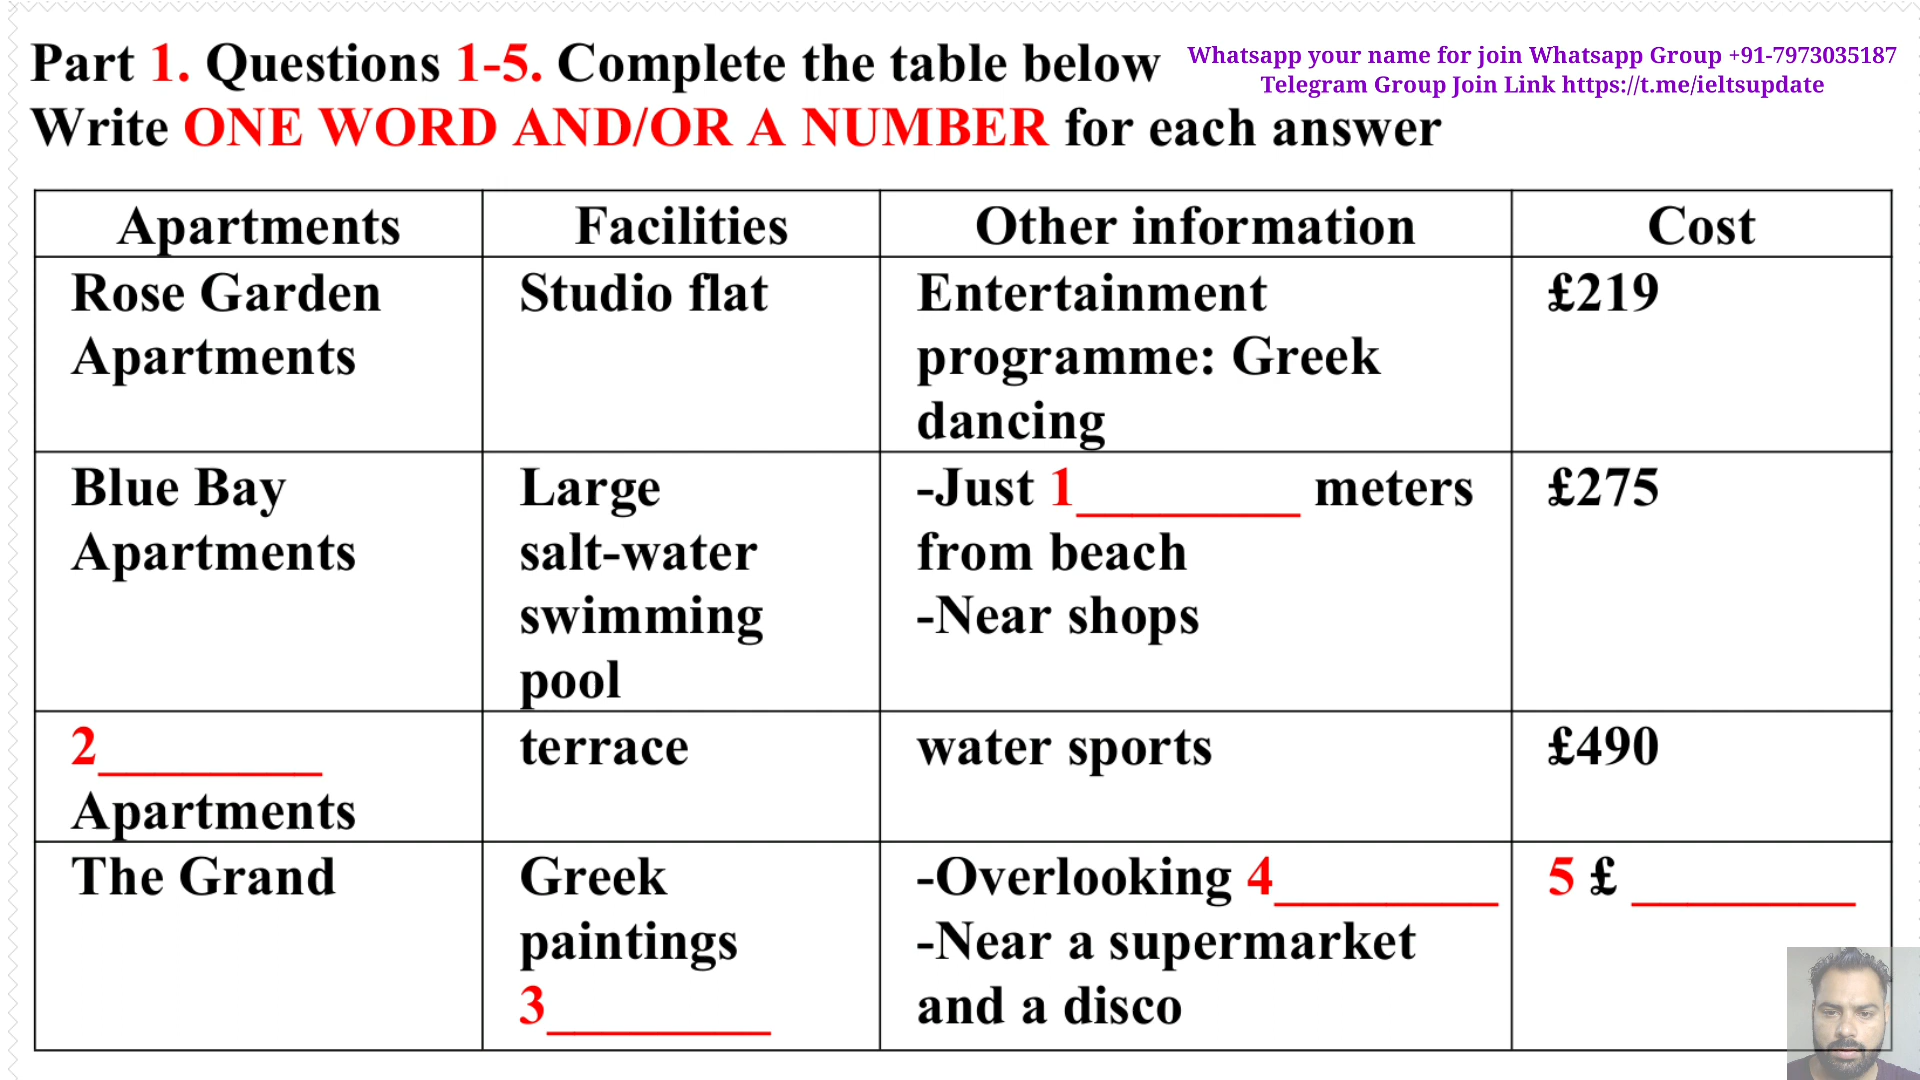 Part 1. Questions 1-5. Complete the table below
Whatsapp your name for join Whatsapp Group +91-7973035187
Telegram Group Join Link https://t.me/ieltsupdate
Write ONE WORD AND/OR A NUMBER for each answer
Apartments
Facilities
Other information
Cost
Rose Garden
Apartments
Studio flat
Entertainment
programme: Greek
dancing
£219
Blue Bay
Apartments
Large
salt-water
swimming
pool
-Just 1________ meters
from beach
-Near shops
£275
2________
Apartments
terrace
water sports
£490
The Grand
Greek
paintings
3________
-Overlooking 4________
-Near a supermarket
and a disco
5 £ ________